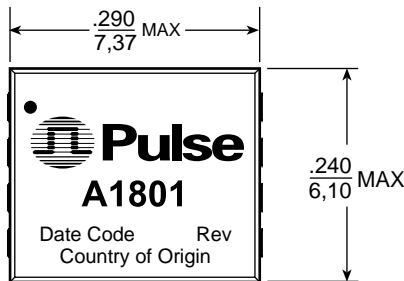 .290
7,37 MAX
Pulse
A1801
.240
6,10 MAX
Date Code Rev
Country of Origin